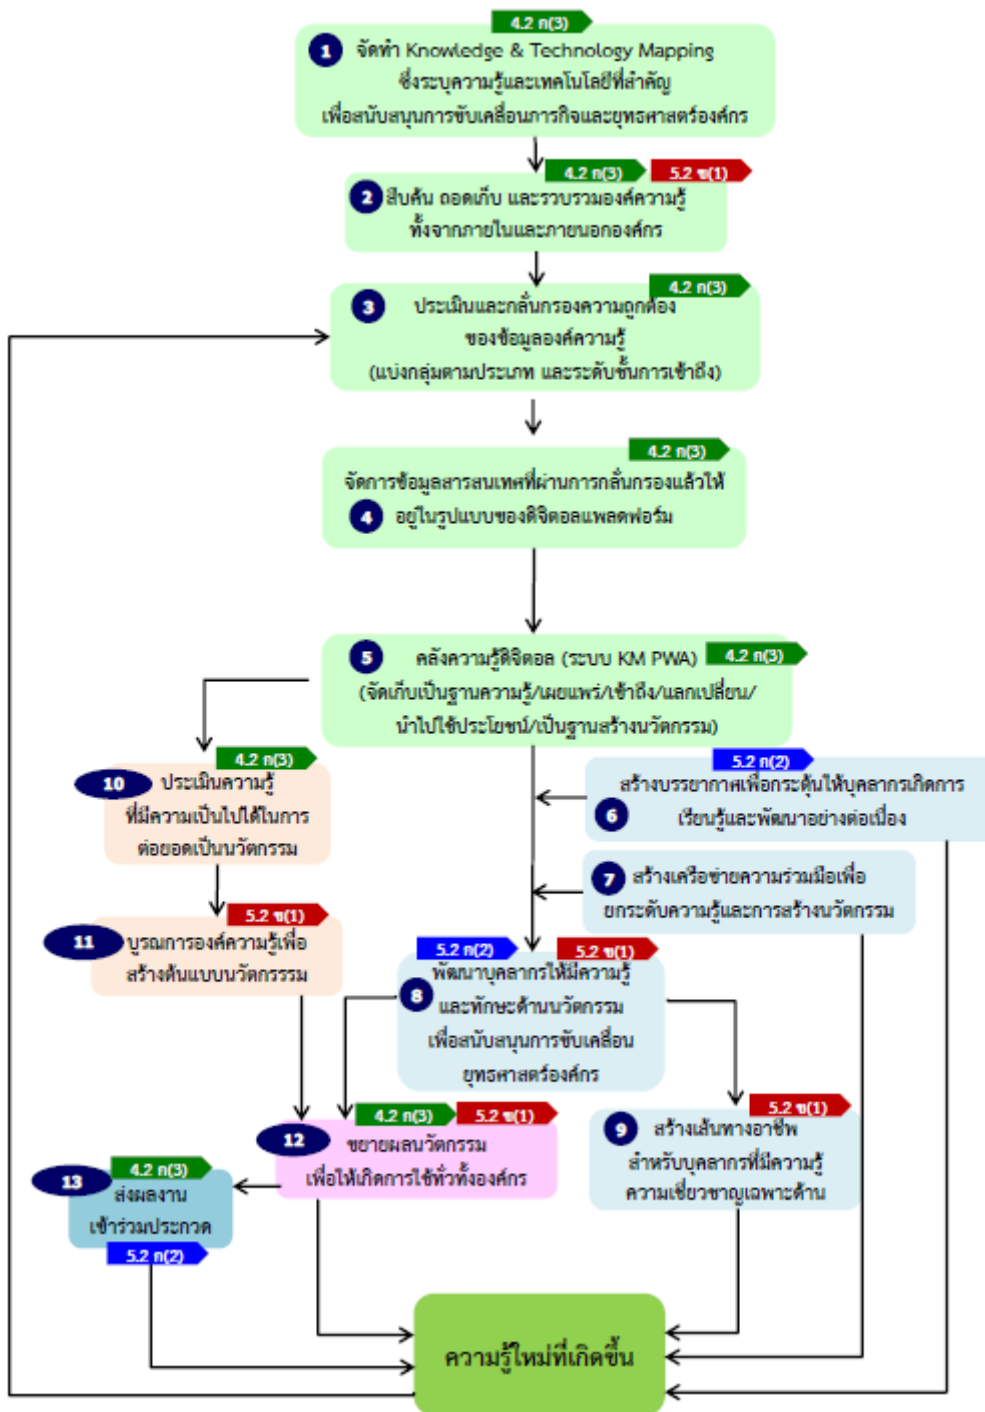 4.2 ก(3)
1 จัดทำ Knowledge & Technology Mapping
ซึ่งระบุความรู้และเทคโนโลยีที่สำคัญ
เพื่อสนับสนุนการขับเคลื่อนภารกิจและยุทธศาสตร์องค์กร
4.2 ก(3) 5.2 ข(1)
2 สืบค้น ถอดเก็บ และรวบรวมองค์ความรู้
ทั้งจากภายในและภายนอกองค์กร
4.2 ก(3)
3 ประเมินและกลั่นกรองความถูกต้อง
ของข้อมูลองค์ความรู้
(แบ่งกลุ่มตามประเภท และระดับชั้นการเข้าถึง)
4.2 ก(3)
จัดการข้อมูลสารสนเทศที่ผ่านการกลั่นกรองแล้วให้
4 อยู่ในรูปแบบของดิจิตอลแพลตฟอร์ม
5 คลังความรู้ดิจิตอล (ระบบ KM PWA) 4.2 ก(3)
(จัดเก็บเป็นฐานความรู้/เผยแพร่/เข้าถึง/แลกเปลี่ยน/
นำไปใช้ประโยชน์/เป็นฐานสร้างนวัตกรรม)
4.2 ก(3)
10 ประเมินความรู้
ที่มีความเป็นไปได้ในการ
ต่อยอดเป็นนวัตกรรม
5.2 ก(2)
สร้างบรรยากาศเพื่อกระตุ้นให้บุคลากรเกิดการ
6 เรียนรู้และพัฒนาอย่างต่อเนื่อง
7 สร้างเครือข่ายความร่วมมือเพื่อ
ยกระดับความรู้และการสร้างนวัตกรรม
5.2 ข(1)
11 บูรณการองค์ความรู้เพื่อ
สร้างต้นแบบนวัตกรรรม
5.2 ก(2) 5.2 ข(1)
พัฒนาบุคลากรให้มีความรู้
8 และทักษะด้านนวัตกรรม
เพื่อสนับสนุนการขับเคลื่อน
ยุทธศาสตร์องค์กร
4.2 ก(3) 5.2 ข(1)
12 ขยายผลนวัตกรรม
เพื่อให้เกิดการใช้ทั่วทั้งองค์กร
5.2 ข(1)
9 สร้างเส้นทางอาชีพ
สำหรับบุคลากรที่มีความรู้
ความเชี่ยวชาญเฉพาะด้าน
4.2 ก(3)
13 ส่งผลงาน
เข้าร่วมประกวด
5.2 ก(2)
ความรู้ใหม่ที่เกิดขึ้น